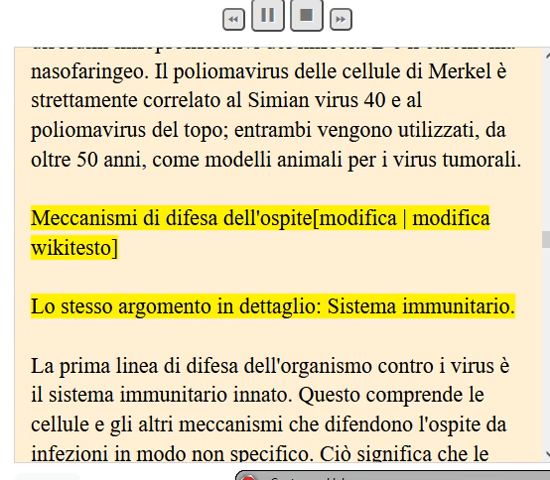 nasofaringeo. Il poliomavirus delle cellule di Merkel è
strettamente correlato al Simian virus 40 e al
poliomavirus del topo; entrambi vengono utilizzati, da
oltre 50 anni, come modelli animali per i virus tumorali.
Meccanismi di difesa dell'ospite[modifica | modifica
wikitesto]
Lo stesso argomento in dettaglio: Sistema immunitario.
La prima linea di difesa dell'organismo contro i virus è
il sistema immunitario innato. Questo comprende le
cellule e gli altri meccanismi che difendono l'ospite da
infezioni in modo non specifico. Ciò significa che le